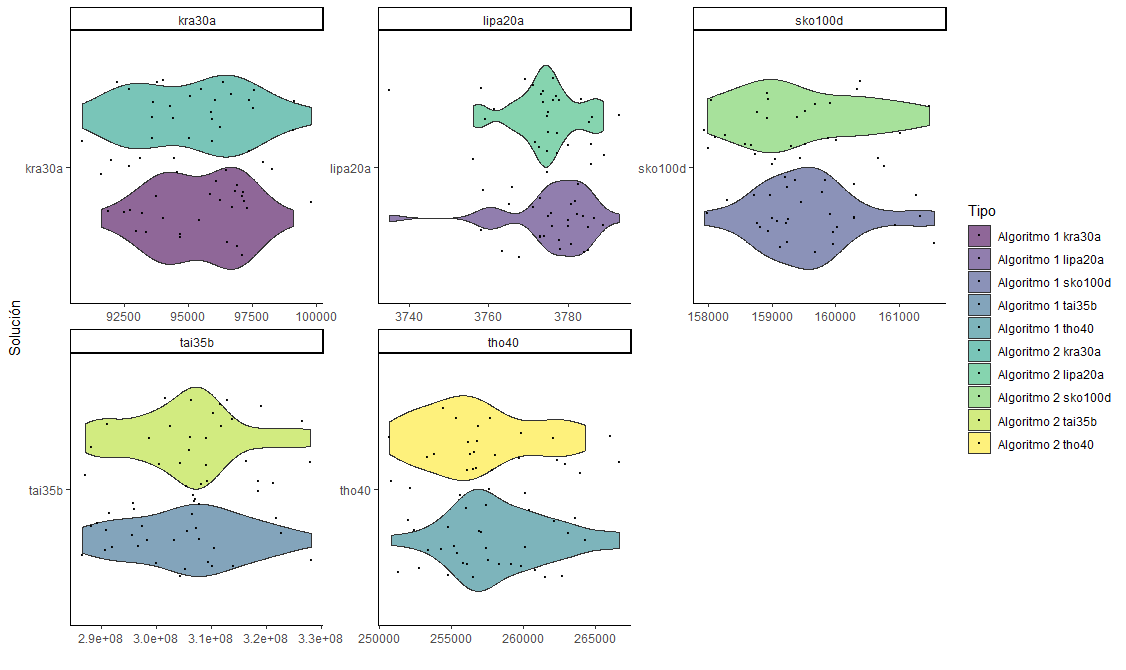 kra30a
lipa20a
sko100d
kra30a
lipa20a
sko100d
92500 95000 97500 100000
3740 3760 3780
158000 159000 160000 161000
Solución
tai35b
tho40
tai35b
tho40
2.9e+08 3.0e+08 3.1e+08 3.2e+08 3.3e+08
250000 255000 260000 265000
Tipo
Algoritmo 1 kra30a
Algoritmo 1 lipa20a
Algoritmo 1 sko100d
Algoritmo 1 tai35b
Algoritmo 1 tho40
Algoritmo 2 kra30a
Algoritmo 2 lipa20a
Algoritmo 2 sko100d
Algoritmo 2 tai35b
Algoritmo 2 tho40